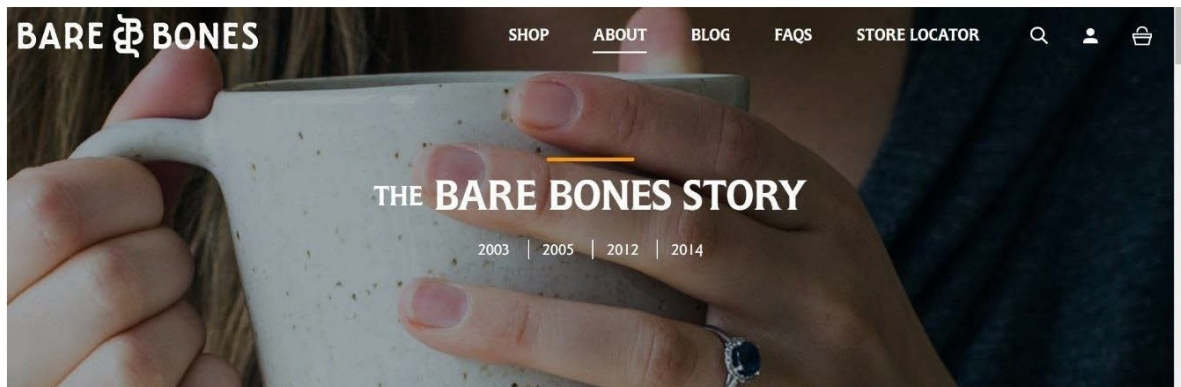 BARE BONES SHOP ABOUT BLOG FAQS STORE LOCATOR
THE BARE BONES STORY
2003 | 2005 | 2012 | 2014